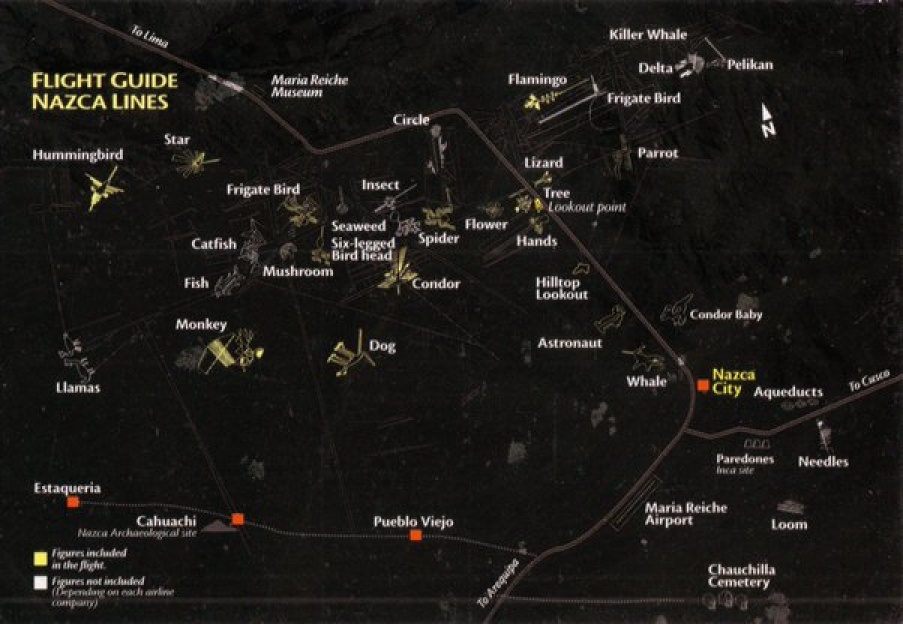 To Lima
FLIGHT GUIDE
NAZCA LINES
Maria Reiche
Museum
Killer Whale
Delta
Pelikan
Flamingo
Frigate Bird
N
Circle
Star
Hummingbird
Parrot
Lizard
Tree
Lookout point
Frigate Bird
Insect
Seaweed
Flower
Spider
Hands
Catfish
Six-legged
Bird head
Mushroom
Fish
Condor
Hilltop
Lookout
Monkey
Dog
Condor Baby
Astronaut
Whale
Llamas
Nazca
City
Aqueducts
To Cusco
Paredones
Inca site
Needles
Estaqueria
Cahuachi
Nazca Archaeological site
Pueblo Viejo
Maria Reiche
Airport
Loom
Figures included
in the flight.
Figures not included
(Depending on each airline
company)
To Arequipa
Chauchilla
Cemetery